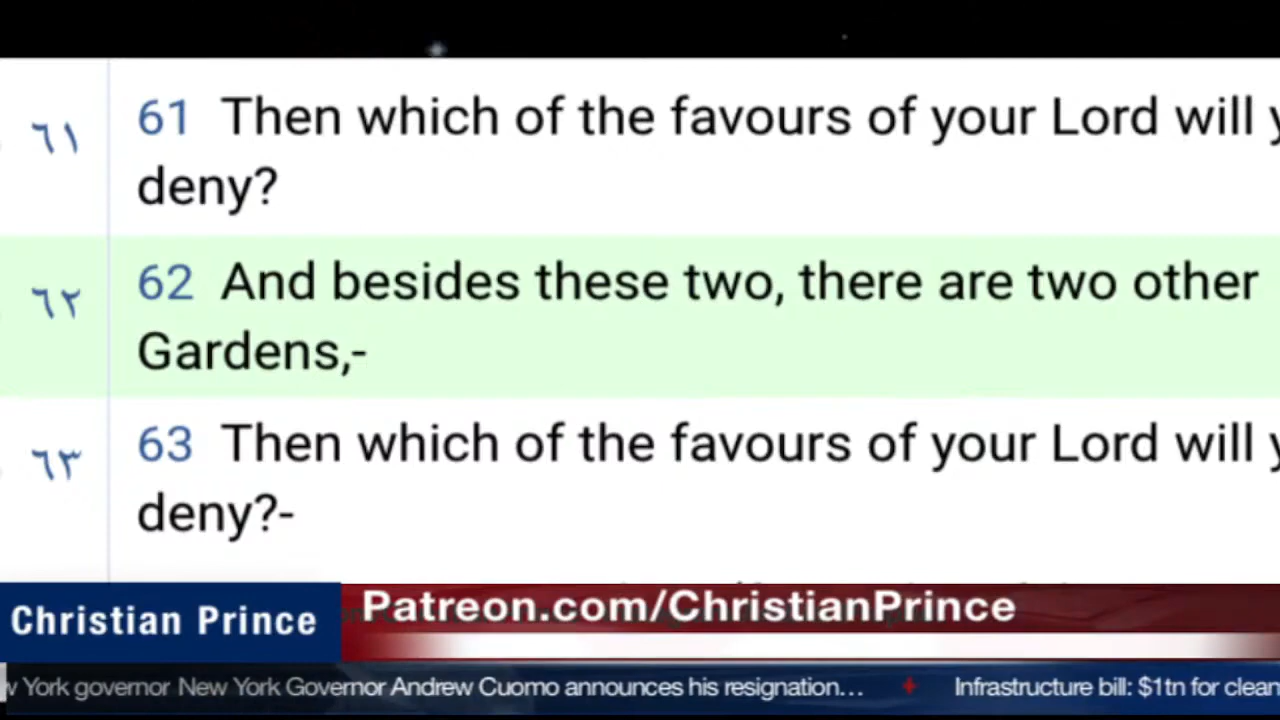 ٦١ 61 Then which of the favours of your Lord will
deny?
٦٢ 62 And besides these two, there are two other
Gardens,-
٦٣ 63 Then which of the favours of your Lord will
deny?-
Christian Prince Patreon.com/ChristianPrince
York governor New York Governor Andrew Cuomo announces his resignation... Infrastructure bill: $1tn for clean